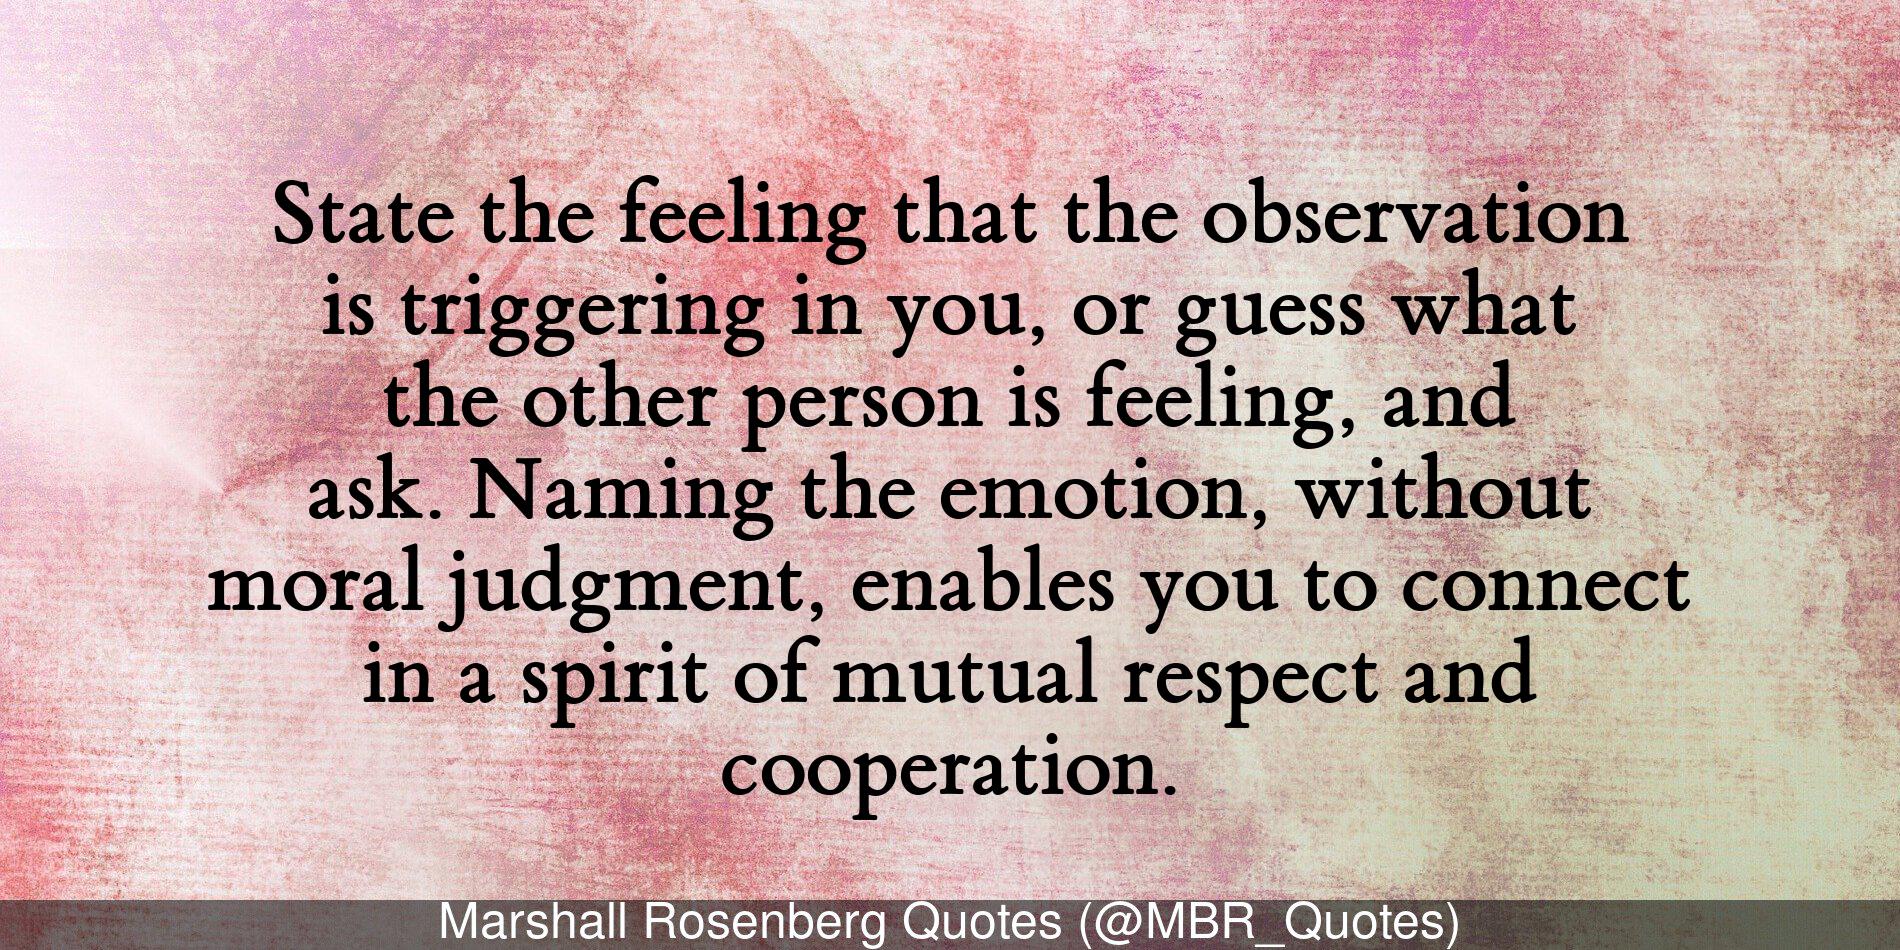 State the feeling that the observation
is triggering in you, or guess what
the other person is feeling, and
ask. Naming the emotion, without
moral judgment, enables you to connect
in a spirit of mutual respect and
cooperation.
Marshall Rosenberg Quotes (@MBR_Quotes)